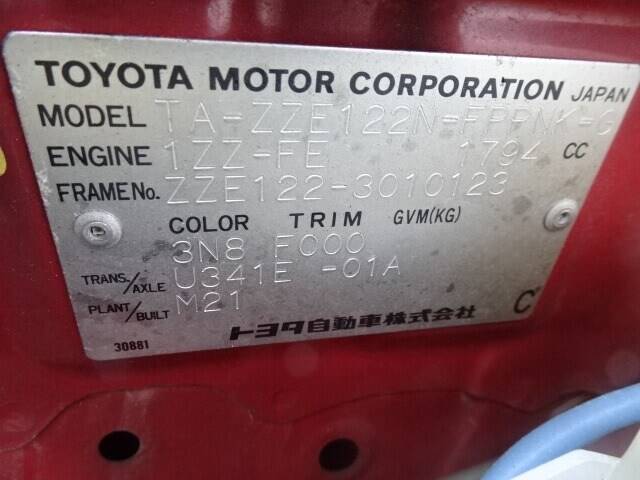 TOYOTA MOTOR CORPORATION JAPAN
MODEL TA-ZZE122N-FPPNK-G
ENGINE 1ZZ-FE 1794 CC
FRAME No. ZZE122-3010123
COLOR TRIM GVM(KG)
3N8 F000
TRANS./AXLE U341E -01A
PLANT/BUILT M21
トヨタ自動車株式会社 C'
30881